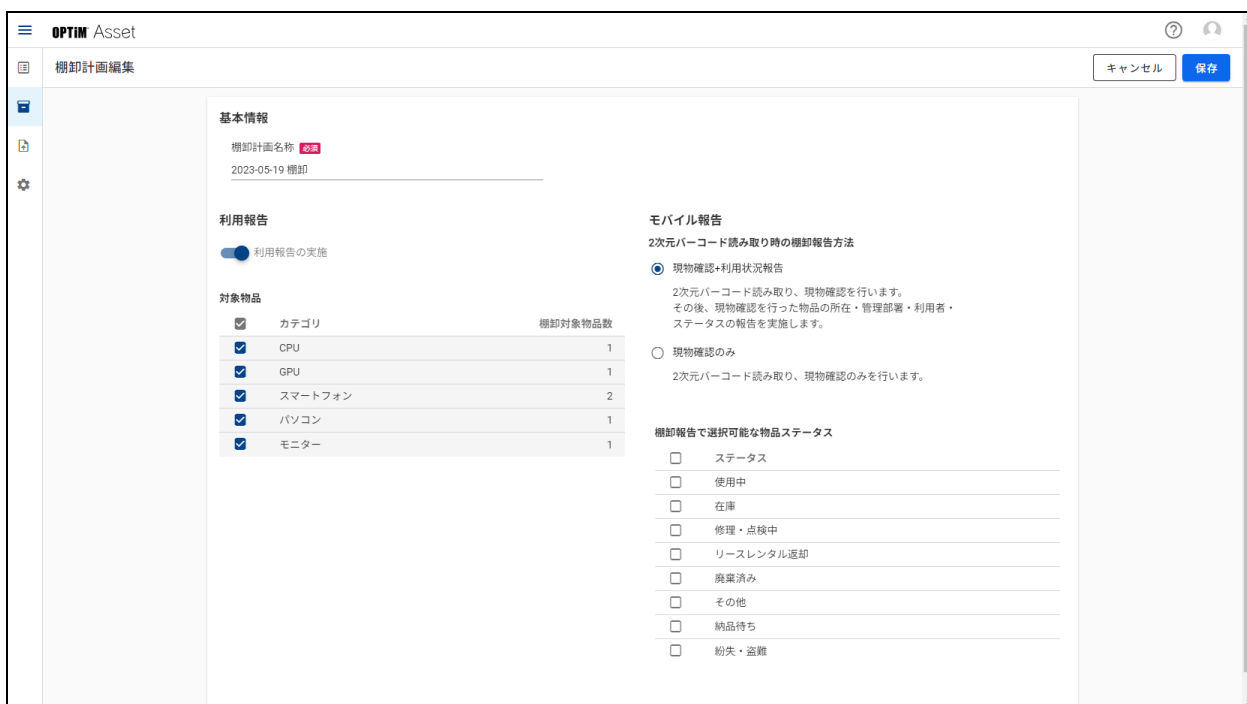 OPTiM Asset
棚卸計画編集
キャンセル
保存
基本情報
棚卸計画名称 必須
2023-05-19 棚卸
利用報告
利用報告の実施
対象物品
カテゴリ 棚卸対象物品数
CPU 1
GPU 1
スマートフォン 2
パソコン 1
モニター 1
モバイル報告
2次元バーコード読み取り時の棚卸報告方法
現物確認+利用状況報告
2次元バーコード読み取り、現物確認を行います。
その後、現物確認を行った物品の所在・管理部署・利用者・
ステータスの報告を実施します。
現物確認のみ
2次元バーコード読み取り、現物確認のみを行います。
棚卸報告で選択可能な物品ステータス
ステータス
使用中
在庫
修理・点検中
リースレンタル返却
廃棄済み
その他
納品待ち
紛失・盗難